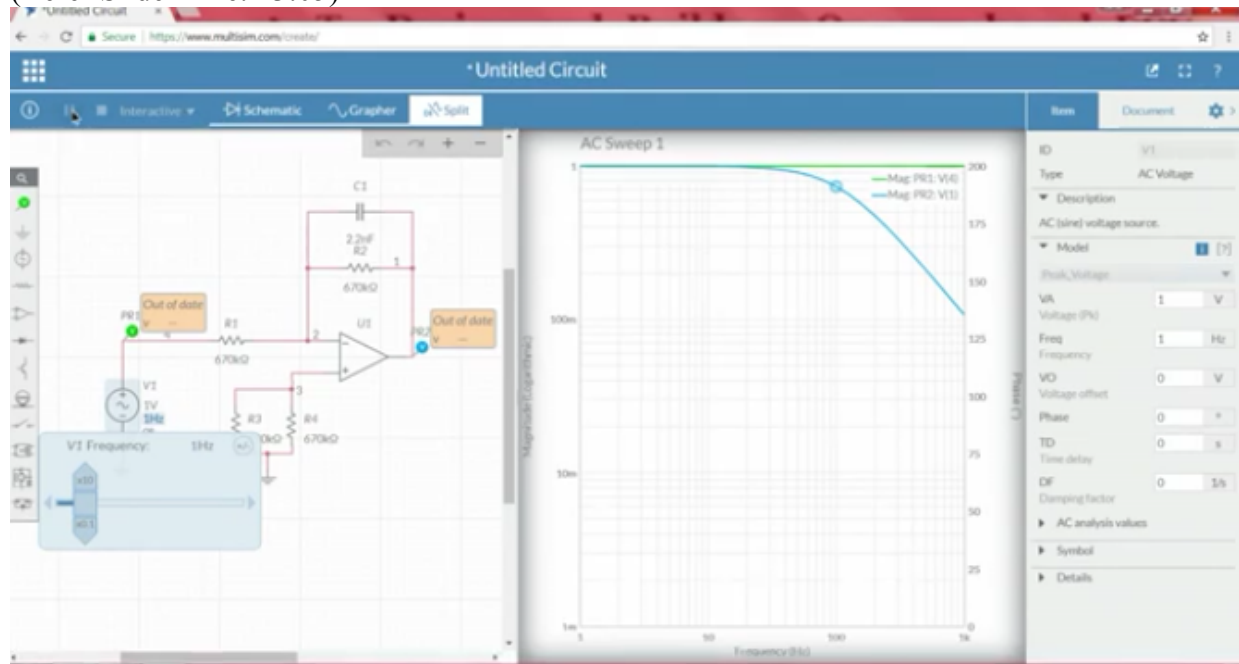 *Untitled Circuit
Secure | https://www.multisim.com/create/
*Untitled Circuit
Interactive
Schematic
Grapher
Split
Item
Document
AC Sweep 1
Mag: PR1: V(4)
Mag: PR2: V(1)
1
100m
10m
1m
Magnitude (Logarithmic)
200
175
150
125
100
75
50
25
0
Phase (°)
1
10
100
1k
Frequency (Hz)
C1
2.2nF
R2
1
670kΩ
Out of date
V --
PR1
4
R1
670kΩ
2
U1
PR2
Out of date
V --
3
V1
1V
1Hz
R3
R4
670kΩ
V1 Frequency: 1Hz
+/-
x10
x0.1
ID V1
Type AC Voltage
Description
AC (sine) voltage source.
Model
[?]
Peak_Voltage
VA 1 V
Voltage (Pk)
Freq 1 Hz
Frequency
VO 0 V
Voltage offset
Phase 0 °
TD 0 s
Time delay
DF 0 1/s
Damping factor
AC analysis values
Symbol
Details